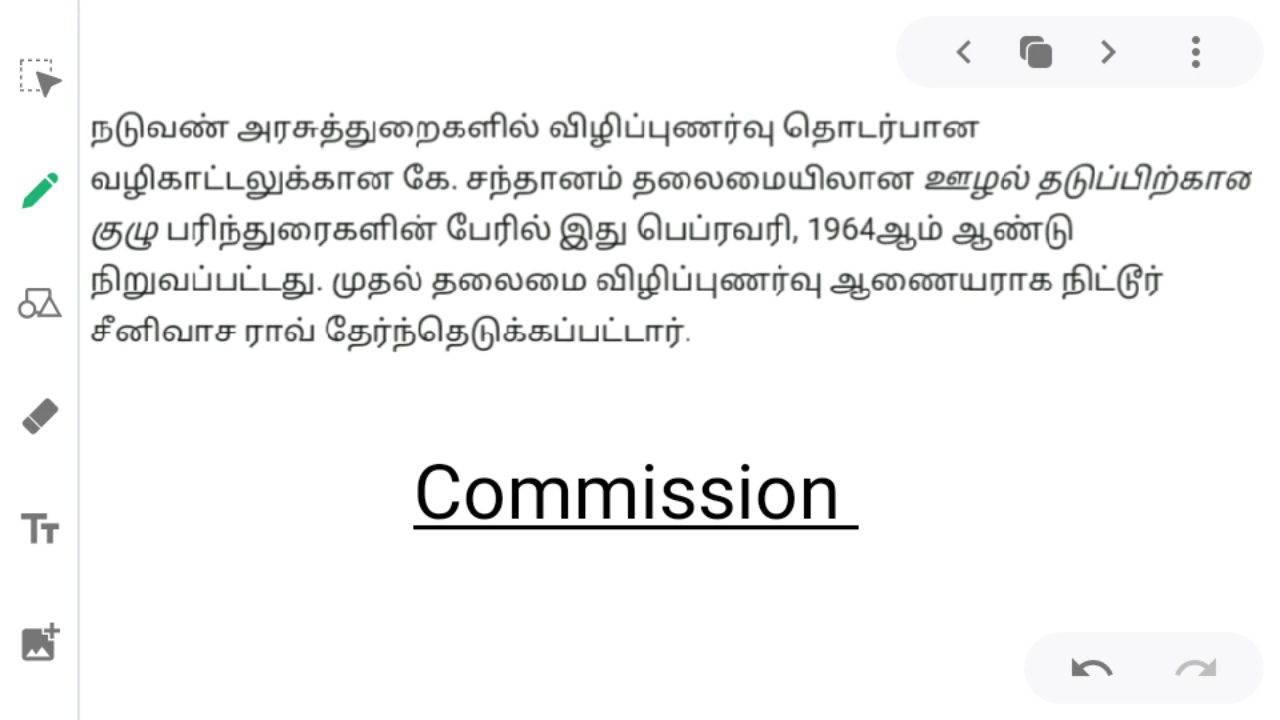 நடுவண் அரசுத்துறைகளில் விழிப்புணர்வு தொடர்பான
வழிகாட்டலுக்கான கே. சந்தானம் தலைமையிலான ஊழல் தடுப்பிற்கான
குழு பரிந்துரைகளின் பேரில் இது பெப்ரவரி, 1964ஆம் ஆண்டு
நிறுவப்பட்டது. முதல் தலைமை விழிப்புணர்வு ஆணையராக நிட்டூர்
சீனிவாச ராவ் தேர்ந்தெடுக்கப்பட்டார்.
Commission
Tт